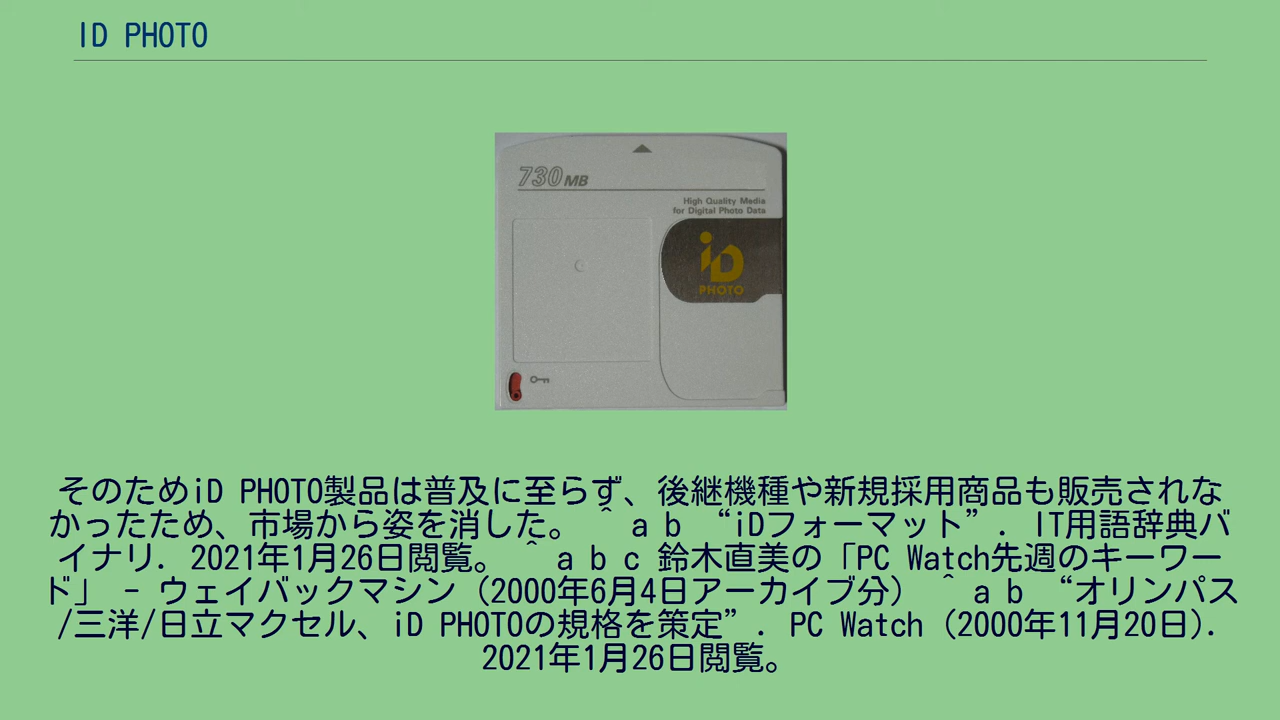 ID PHOTO
730MB
High Quality Media
for Digital Photo Data
iD
PHOTO
そのためiD PHOTO製品は普及に至らず、後継機種や新規採用商品も販売されな
かったため、市場から姿を消した。 ^ a b “iDフォーマット”. IT用語辞典バ
イナリ. 2021年1月26日閲覧。 ^ a b c 鈴木直美の「PC Watch先週のキーワー
ド」 - ウェイバックマシン（2000年6月4日アーカイブ分） ^ a b “オリンパス
/三洋/日立マクセル、iD PHOTOの規格を策定”. PC Watch (2000年11月20日).
2021年1月26日閲覧。